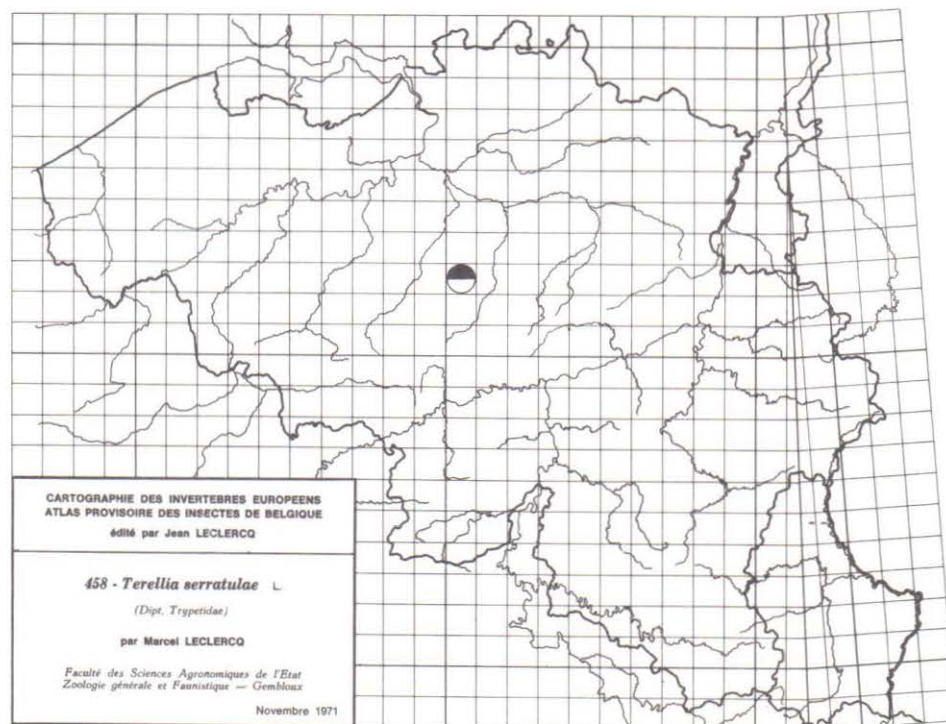 CARTOGRAPHIE DES INVERTEBRES EUROPEENS
ATLAS PROVISOIRE DES INSECTES DE BELGIQUE
édité par Jean LECLERCQ
458 - Terellia serratulae L.
(Dipt. Trypetidae)
par Marcel LECLERCQ
Faculté des Sciences Agronomiques de l'Etat
Zoologie générale et Faunistique — Gembloux
Novembre 1971